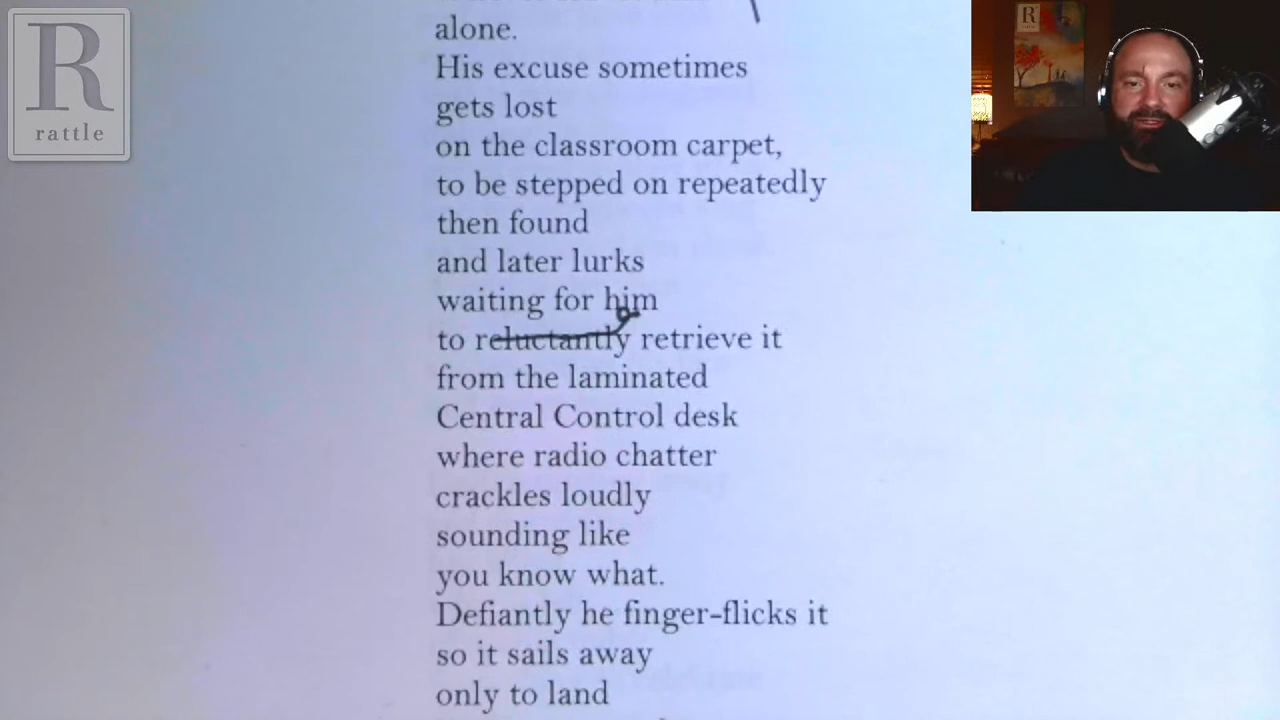 R
rattle
alone.
His excuse sometimes
gets lost
on the classroom carpet,
to be stepped on repeatedly
then found
and later lurks
waiting for him
to reluctantly retrieve it
from the laminated
Central Control desk
where radio chatter
crackles loudly
sounding like
you know what.
Defiantly he finger-flicks it
so it sails away
only to land